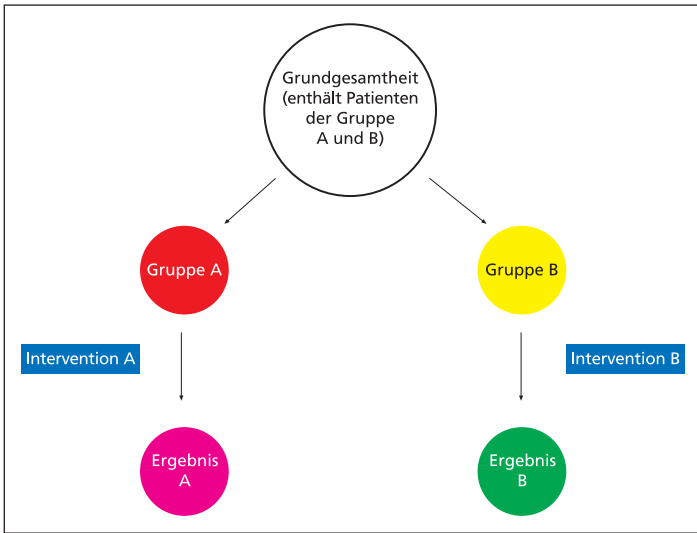 Grundgesamtheit
(enthält Patienten
der Gruppe
A und B)
Gruppe A
Gruppe B
Intervention A
Intervention B
Ergebnis
A
Ergebnis
B